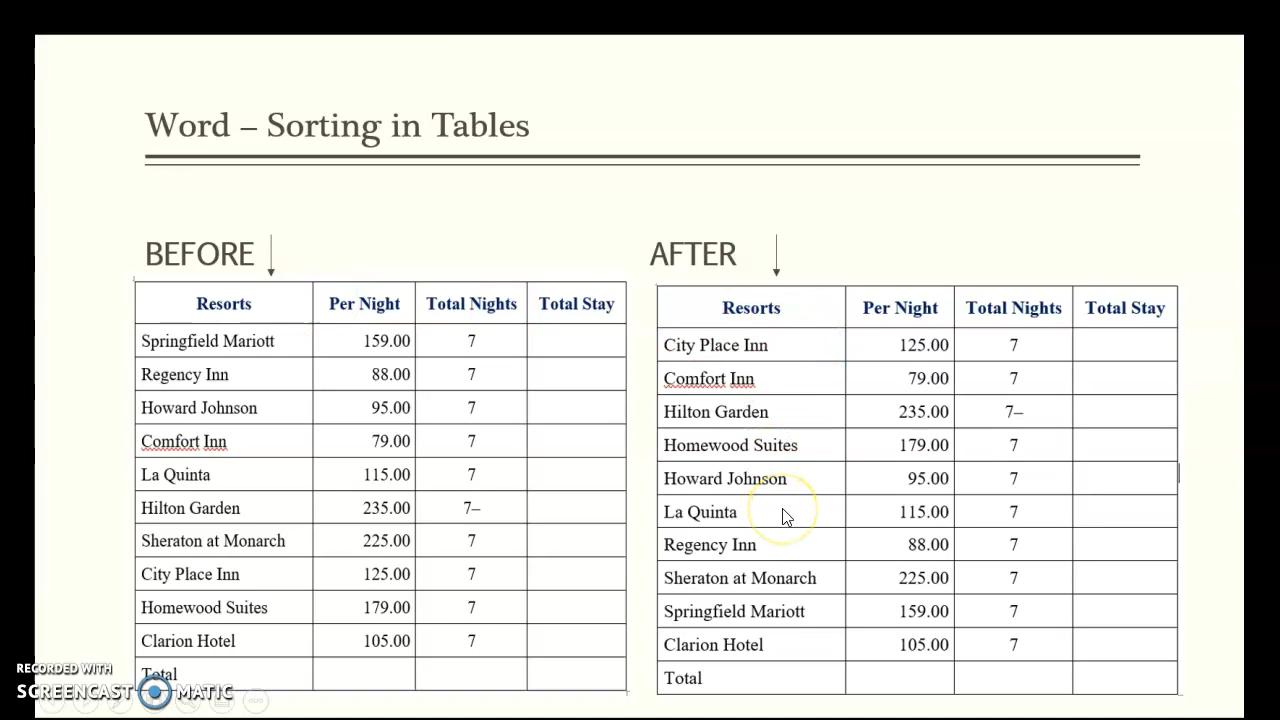 Word – Sorting in Tables
BEFORE
Resorts Per Night Total Nights Total Stay
Springfield Mariott 159.00 7
Regency Inn 88.00 7
Howard Johnson 95.00 7
Comfort Inn 79.00 7
La Quinta 115.00 7
Hilton Garden 235.00 7–
Sheraton at Monarch 225.00 7
City Place Inn 125.00 7
Homewood Suites 179.00 7
Clarion Hotel 105.00 7
Total
AFTER
Resorts Per Night Total Nights Total Stay
City Place Inn 125.00 7
Comfort Inn 79.00 7
Hilton Garden 235.00 7–
Homewood Suites 179.00 7
Howard Johnson 95.00 7
La Quinta 115.00 7
Regency Inn 88.00 7
Sheraton at Monarch 225.00 7
Springfield Mariott 159.00 7
Clarion Hotel 105.00 7
Total
RECORDED WITH
SCREENCAST MATIC